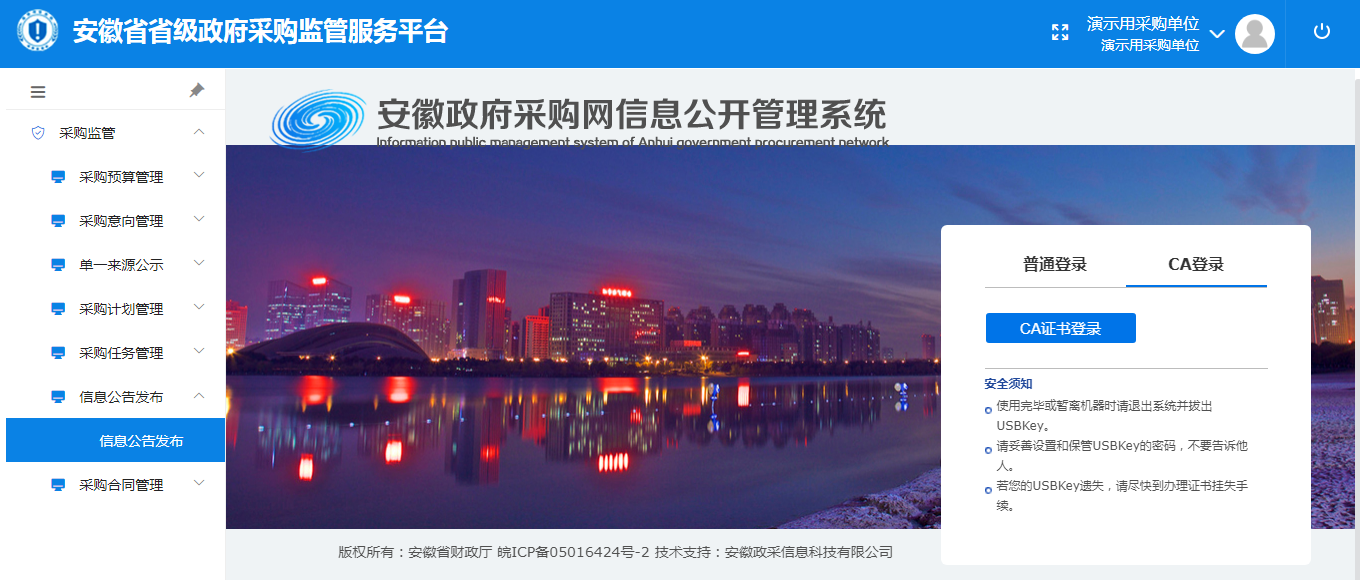 安徽省省级政府采购监管服务平台
演示用采购单位
演示用采购单位
采购监管
采购预算管理
采购意向管理
单一来源公示
采购计划管理
采购任务管理
信息公告发布
信息公告发布
采购合同管理
安徽政府采购网信息公开管理系统
Information public management system of Anhui government procurement network
普通登录
CA登录
CA证书登录
安全须知
使用完毕或暂离机器时请退出系统并拔出
USBKey。
请妥善设置和保管USBKey的密码，不要告诉他
人。
若您的USBKey遗失，请尽快到办理证书挂失手
续。
版权所有：安徽省财政厅 皖ICP备05016424号-2 技术支持：安徽政采信息科技有限公司